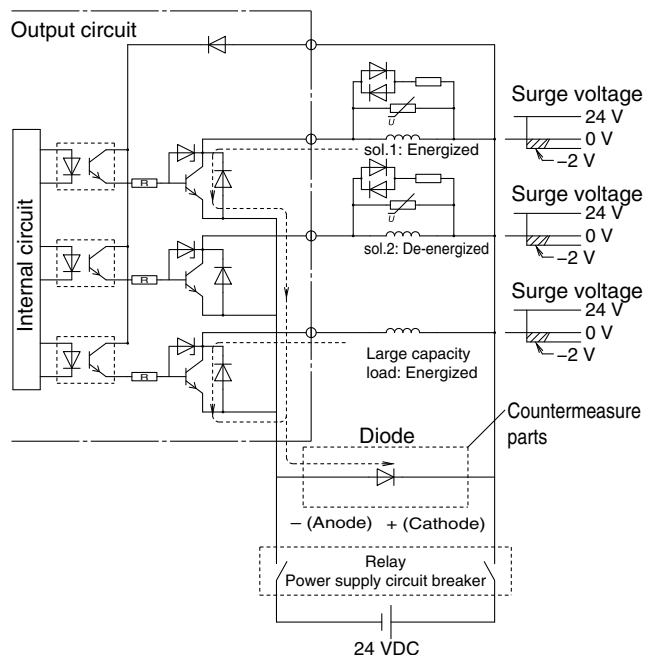 Output circuit
Internal circuit
R
R
R
U
sol.1: Energized
U
sol.2: De-energized
Large capacity
load: Energized
Surge voltage
24 V
0 V
–2 V
Surge voltage
24 V
0 V
–2 V
Surge voltage
24 V
0 V
–2 V
Countermeasure
parts
Diode
– (Anode) + (Cathode)
Relay
Power supply circuit breaker
24 VDC